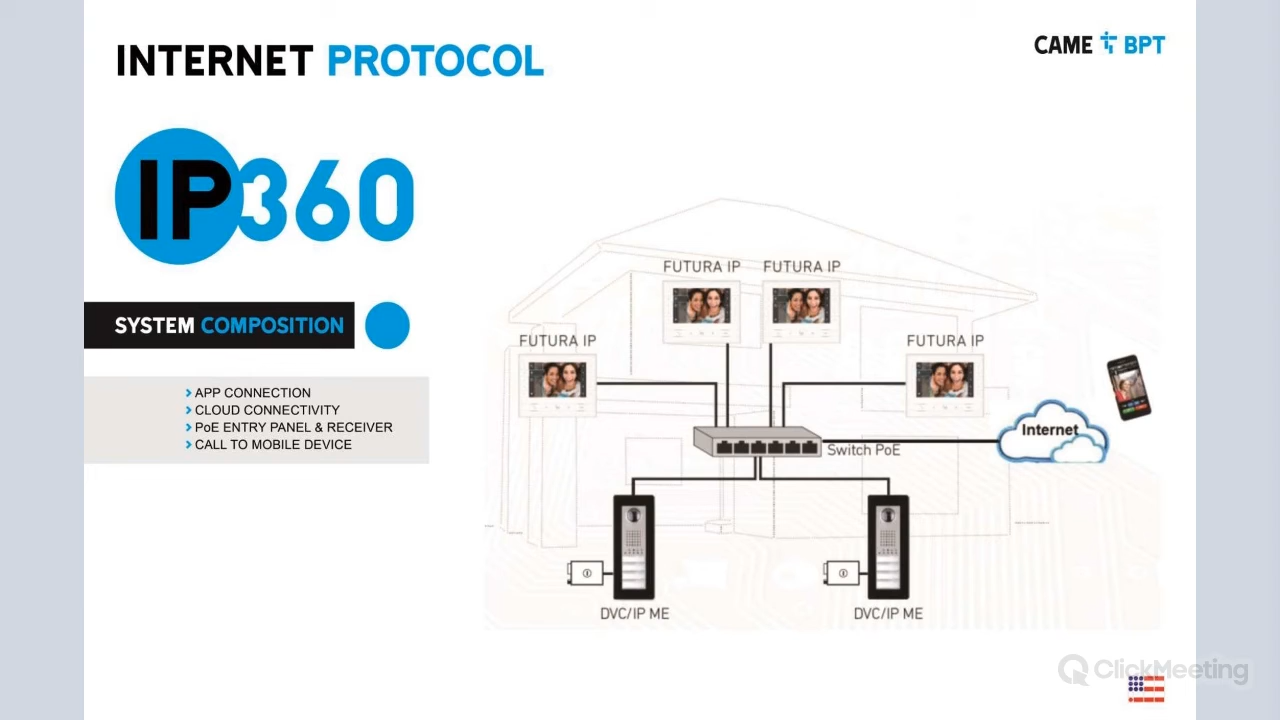 INTERNET PROTOCOL
CAME BPT
IP360
SYSTEM COMPOSITION
APP CONNECTION
CLOUD CONNECTIVITY
PoE ENTRY PANEL & RECEIVER
CALL TO MOBILE DEVICE
FUTURA IP
FUTURA IP
FUTURA IP
FUTURA IP
Internet
Switch PoE
DVC/IP ME
DVC/IP ME
ClickMeeting